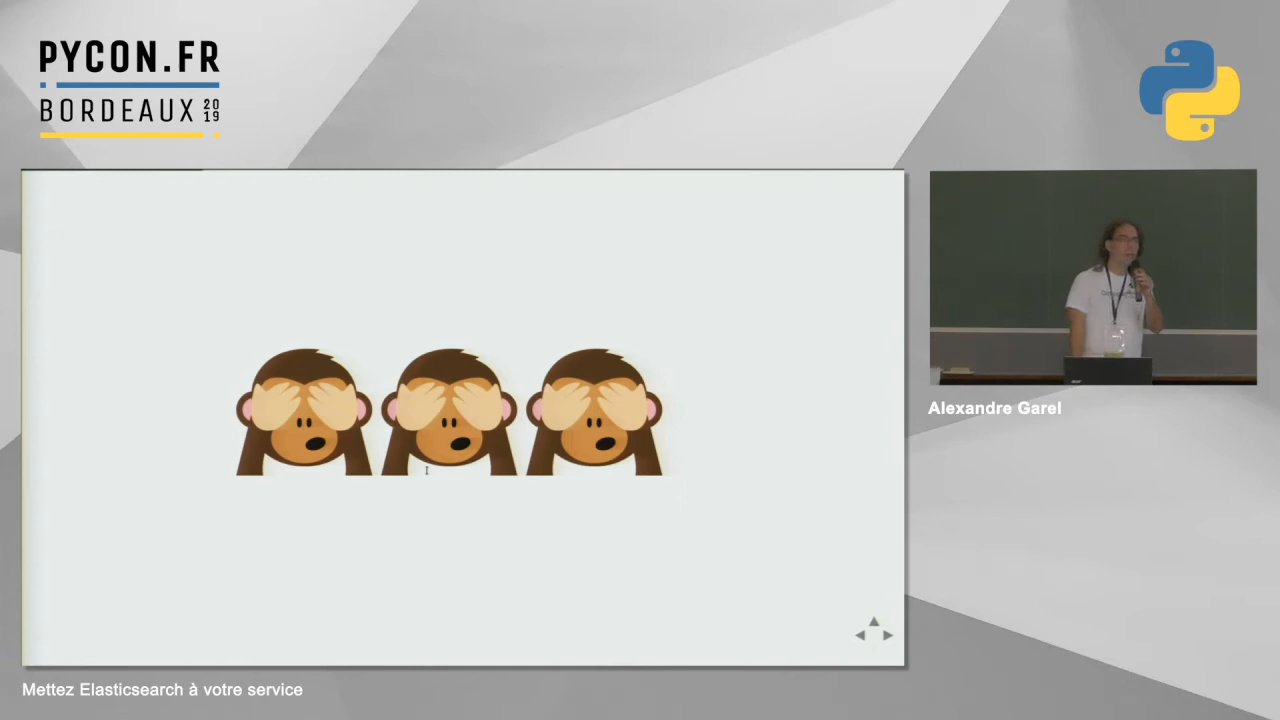 PYCON.FR
BORDEAUX 2019
Alexandre Garel
Mettez Elasticsearch à votre service